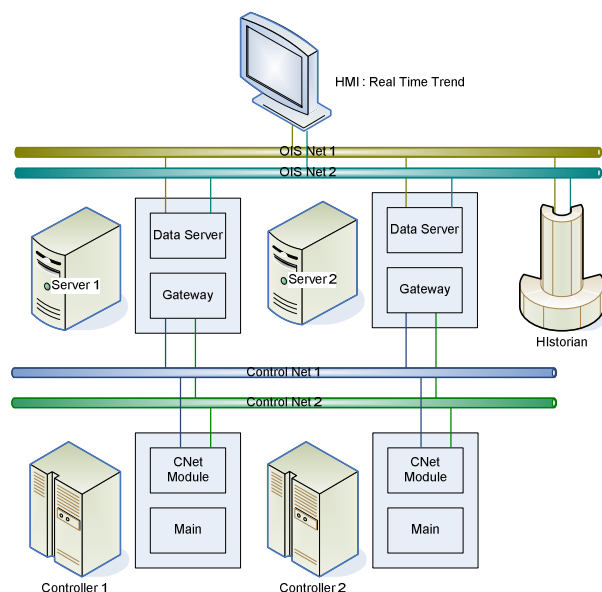 HMI : Real Time Trend
OIS Net 1
OIS Net 2
Data Server
Data Server
Server 1
Server 2
Gateway
Gateway
HIstorian
Control Net 1
Control Net 2
CNet
Module
CNet
Module
Main
Main
Controller 1
Controller 2